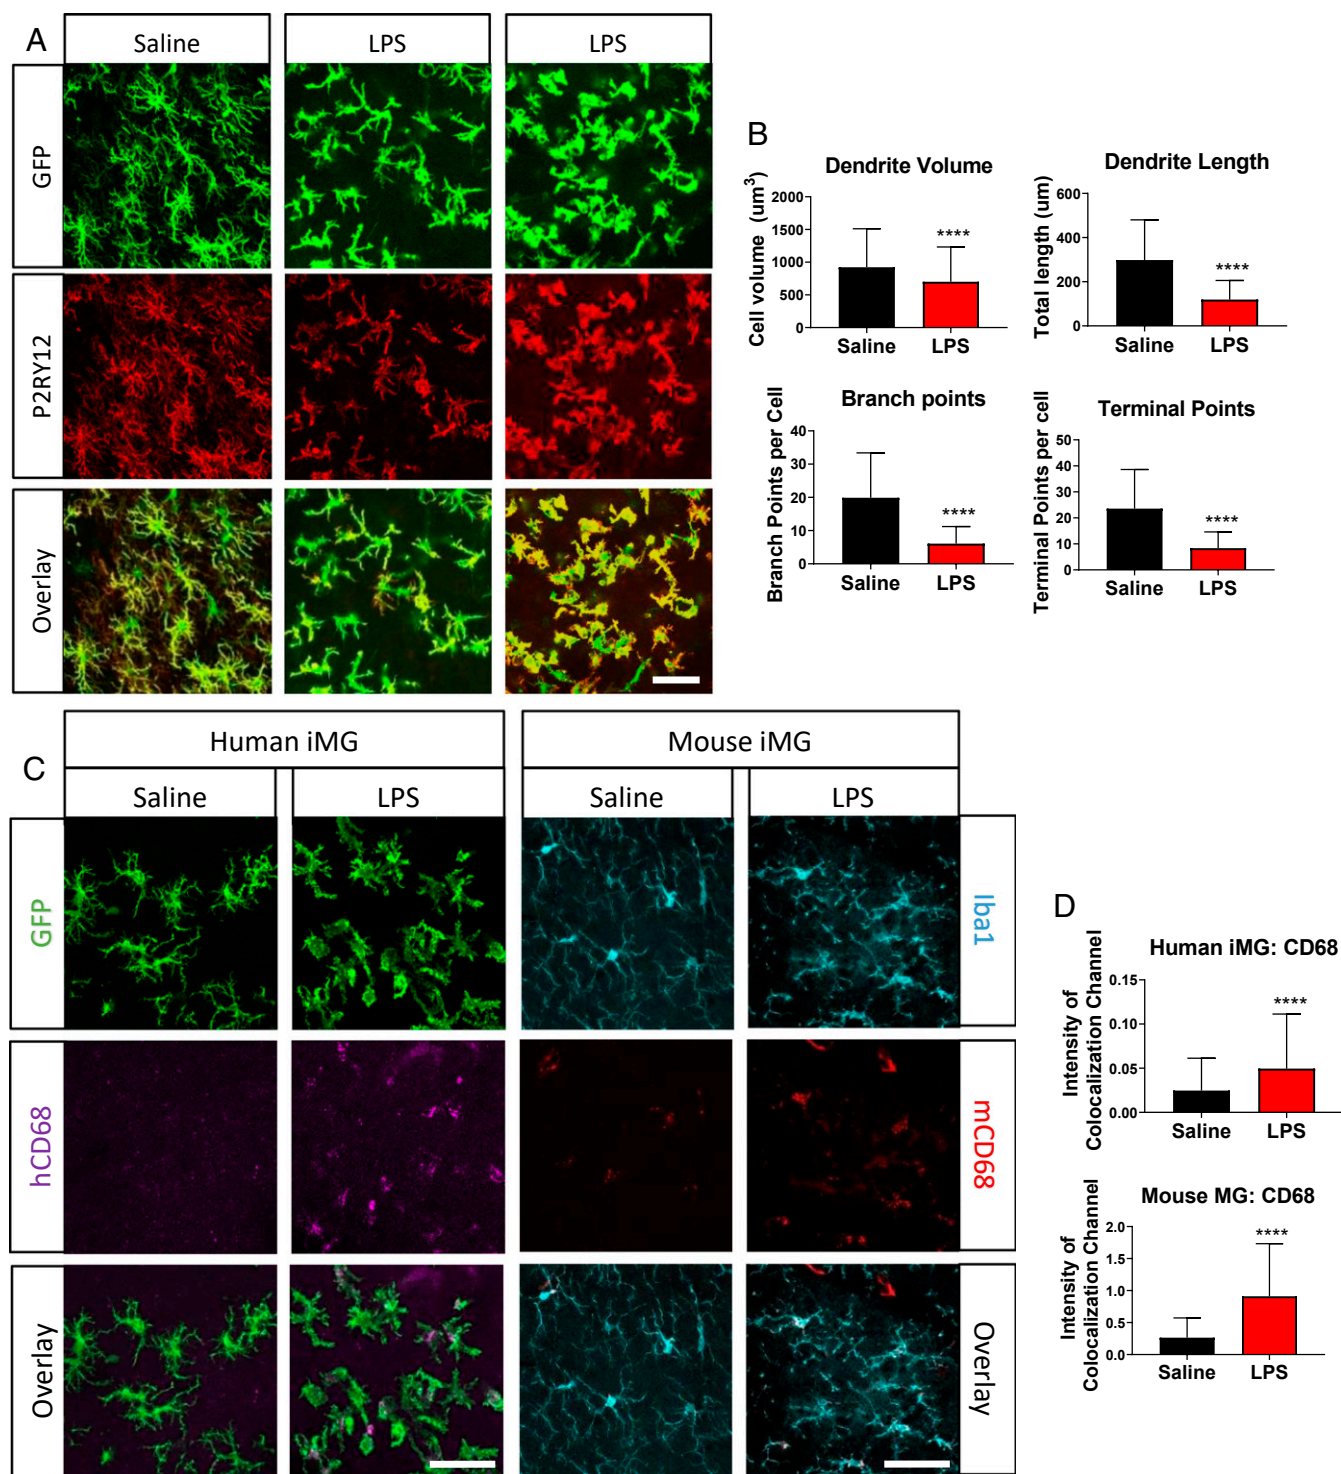 A
Saline
LPS
LPS
GFP
P2RY12
Overlay
B
Dendrite Volume
Cell volume (um³)
2000
1500
1000
500
0
****
Saline
LPS
Dendrite Length
Total length (um)
600
400
200
0
****
Saline
LPS
Branch points
Branch Points per Cell
40
30
20
10
0
****
Saline
LPS
Terminal Points
Terminal Points per cell
50
40
30
20
10
0
****
Saline
LPS
C
Human iMG
Mouse iMG
Saline
LPS
Saline
LPS
GFP
Iba1
hCD68
mCD68
Overlay
Overlay
D
Human iMG: CD68
Intensity of
Colocalization Channel
0.15
0.10
0.05
0.00
****
Saline
LPS
Mouse MG: CD68
Intensity of
Colocalization Channel
2.0
1.5
1.0
0.5
0.0
****
Saline
LPS